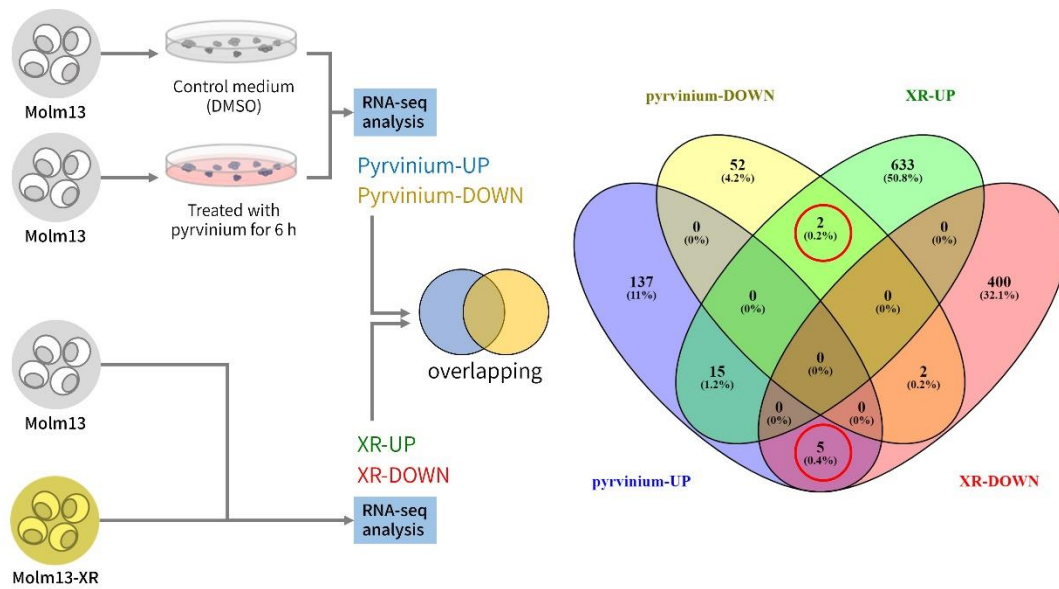 Molm13
Control medium
(DMSO)
Molm13
Treated with
pyrvinium for 6 h
RNA-seq
analysis
Pyrvinium-UP
Pyrvinium-DOWN
overlapping
Molm13
XR-UP
XR-DOWN
RNA-seq
analysis
Molm13-XR
pyrvinium-DOWN
XR-UP
52
(4.2%)
633
(50.8%)
0
(0%)
2
(0.2%)
0
(0%)
137
(11%)
400
(32.1%)
0
(0%)
0
(0%)
15
(1.2%)
0
(0%)
2
(0.2%)
0
(0%)
0
(0%)
5
(0.4%)
pyrvinium-UP
XR-DOWN